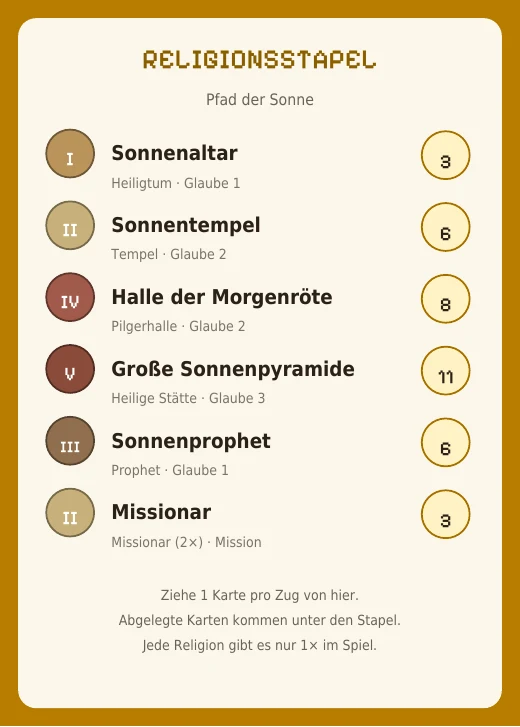 RELIGIONSSTAPEL
Pfad der Sonne
I Sonnenaltar 3
Heiligtum · Glaube 1
II Sonnentempel 6
Tempel · Glaube 2
IV Halle der Morgenröte 8
Pilgerhalle · Glaube 2
V Große Sonnenpyramide 11
Heilige Stätte · Glaube 3
III Sonnenprophet 6
Prophet · Glaube 1
II Missionar 3
Missionar (2×) · Mission
Ziehe 1 Karte pro Zug von hier.
Abgelegte Karten kommen unter den Stapel.
Jede Religion gibt es nur 1× im Spiel.